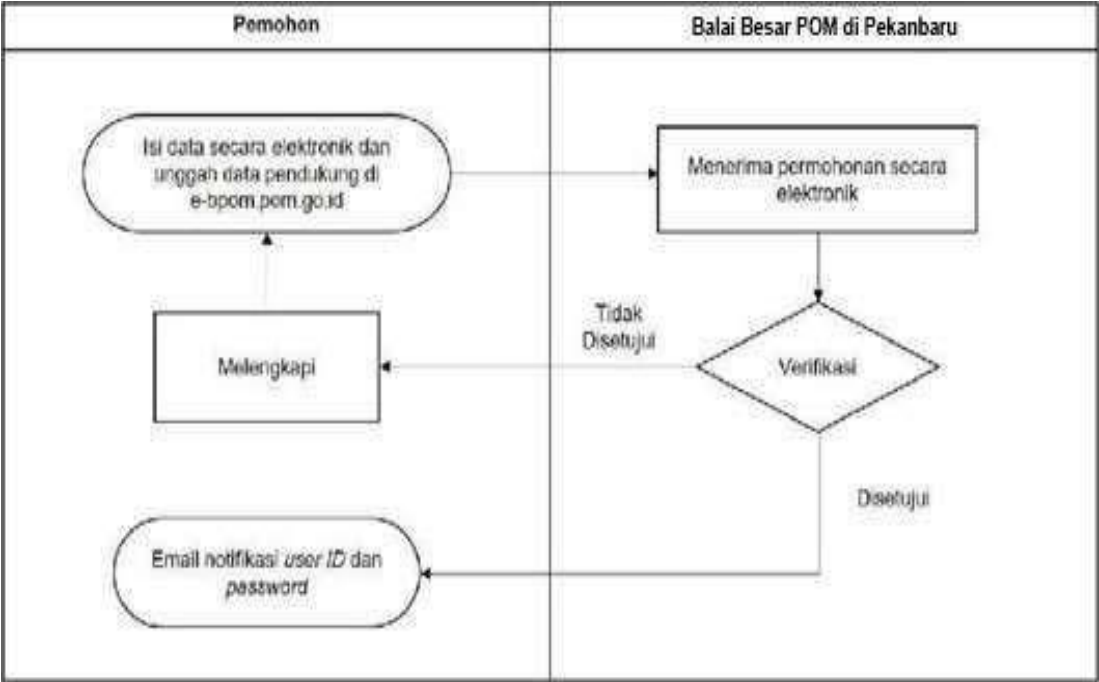 Pemohon
Balai Besar POM di Pekanbaru
Isi data secara elektronik dan
unggah data pendukung di
e-bpom.pom.go.id
Menerima permohonan secara
elektronik
Tidak
Disetujui
Melengkapi
Verifikasi
Disetujui
Email notifikasi user ID dan
password